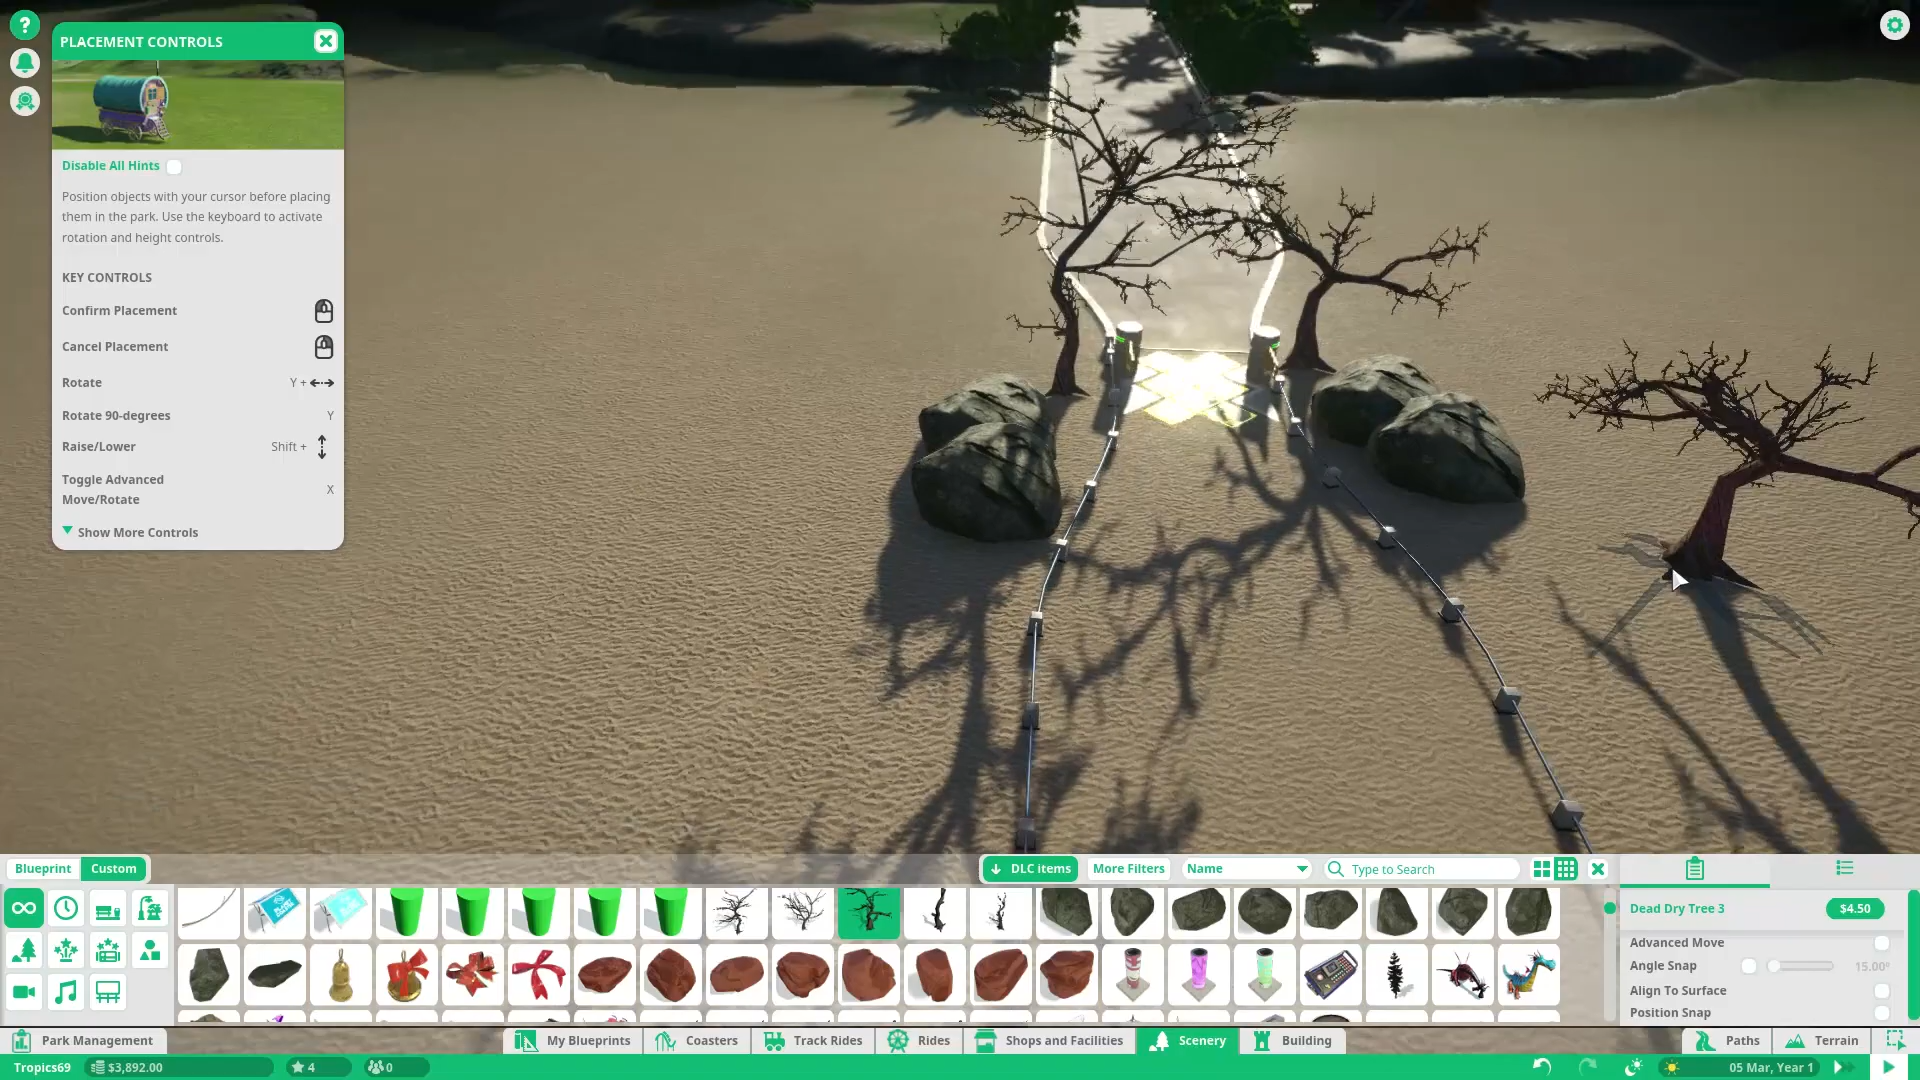 ?
PLACEMENT CONTROLS
Disable All Hints
Position objects with your cursor before placing
them in the park. Use the keyboard to activate
rotation and height controls.
KEY CONTROLS
Confirm Placement
Cancel Placement
Rotate Y +
Rotate 90-degrees Y
Raise/Lower Shift +
Toggle Advanced
Move/Rotate X
Show More Controls
Blueprint Custom
DLC items More Filters Name Type to Search
Dead Dry Tree 3 $4.50
Advanced Move
Angle Snap 15.00°
Align To Surface
Position Snap
Park Management My Blueprints Coasters Track Rides Rides Shops and Facilities Scenery Building Paths Terrain
Tropics69 $3,892.00 4 0 05 Mar, Year 1